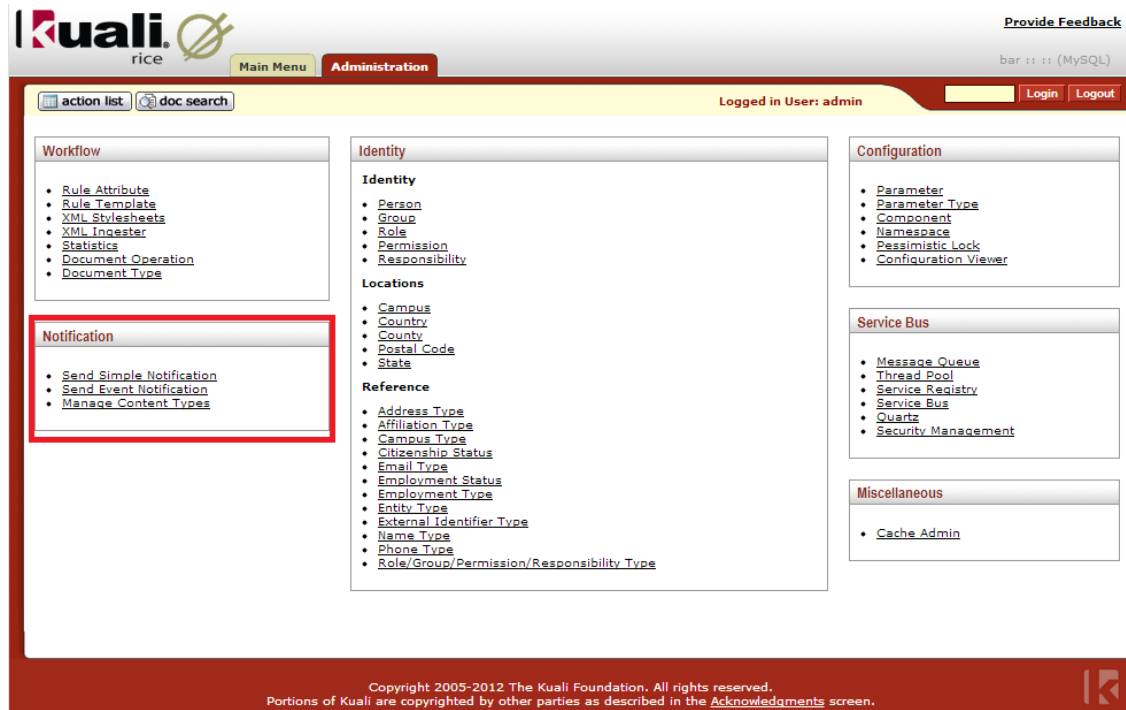 Kuali.
rice
Provide Feedback
Main Menu
Administration
bar :: :: (MySQL)
action list
doc search
Logged in User: admin
Login
Logout
Workflow
Rule Attribute
Rule Template
XML Stylesheets
XML Ingester
Statistics
Document Operation
Document Type
Notification
Send Simple Notification
Send Event Notification
Manage Content Types
Identity
Identity
Person
Group
Role
Permission
Responsibility
Locations
Campus
Country
County
Postal Code
State
Reference
Address Type
Affiliation Type
Campus Type
Citizenship Status
Email Type
Employment Status
Employment Type
Entity Type
External Identifier Type
Name Type
Phone Type
Role/Group/Permission/Responsibility Type
Configuration
Parameter
Parameter Type
Component
Namespace
Pessimistic Lock
Configuration Viewer
Service Bus
Message Queue
Thread Pool
Service Registry
Service Bus
Quartz
Security Management
Miscellaneous
Cache Admin
Copyright 2005-2012 The Kuali Foundation. All rights reserved.
Portions of Kuali are copyrighted by other parties as described in the Acknowledgments screen.